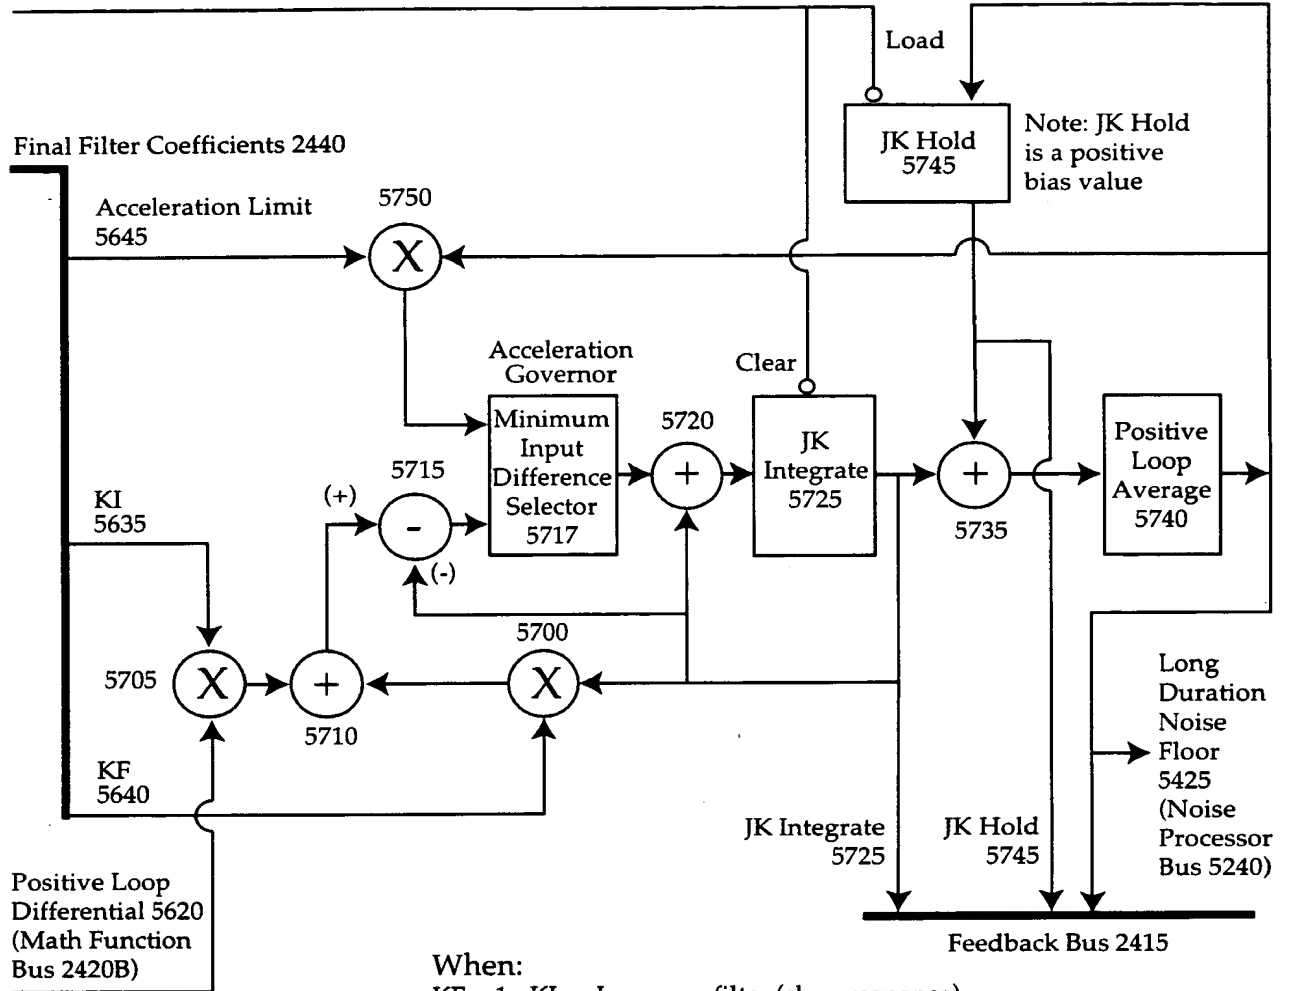 Load
JK Hold
5745
Note: JK Hold
is a positive
bias value
Final Filter Coefficients 2440
Acceleration Limit
5645
5750
X
Acceleration
Governor
Minimum
Input
Difference
Selector
5717
Clear
5720
+
JK
Integrate
5725
+
5735
Positive
Loop
Average
5740
5715
(+)
-
(-)
KI
5635
5700
X
5705
X
+
5710
KF
5640
JK Integrate
5725
JK Hold
5745
Long
Duration
Noise
Floor
5425
(Noise
Processor
Bus 5240)
Positive Loop
Differential 5620
(Math Function
Bus 2420B)
Feedback Bus 2415
When: